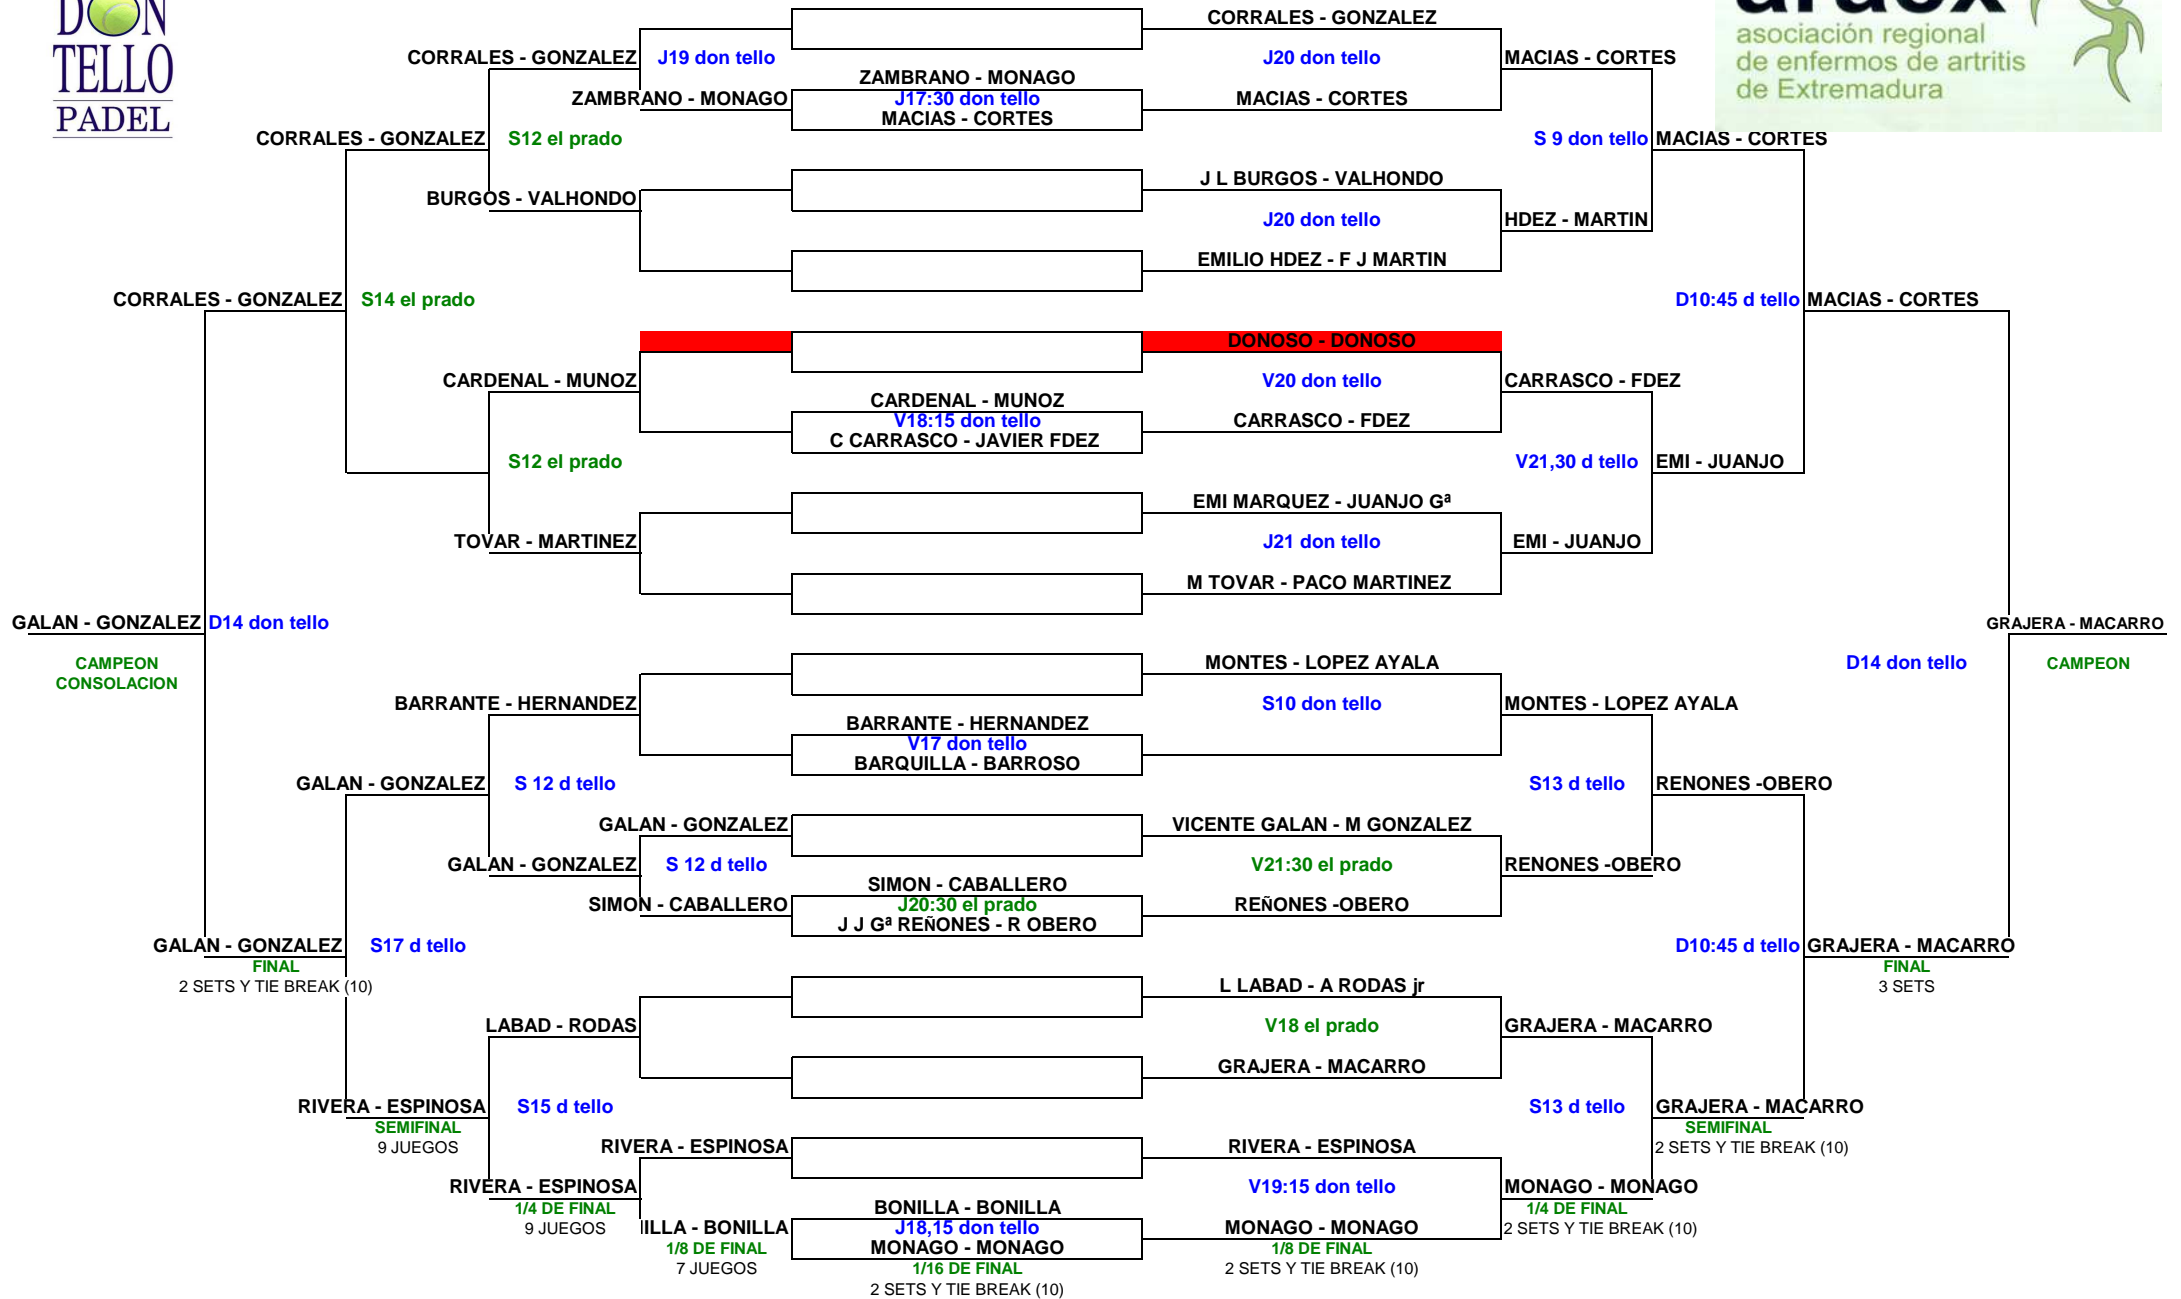 DON
TELLO
PADEL
asociación regional
de enfermos de artritis
de Extremadura
CORRALES - GONZALEZ
CORRALES - GONZALEZ
J19 don tello
J20 don tello
MACIAS - CORTES
ZAMBRANO - MONAGO
ZAMBRANO - MONAGO
J17:30 don tello
MACIAS - CORTES
MACIAS - CORTES
CORRALES - GONZALEZ
S12 el prado
S 9 don tello
MACIAS - CORTES
J L BURGOS - VALHONDO
BURGOS - VALHONDO
J20 don tello
HDEZ - MARTIN
EMILIO HDEZ - F J MARTIN
CORRALES - GONZALEZ
S14 el prado
D10:45 d tello
MACIAS - CORTES
DONOSO - DONOSO
CARDENAL - MUNOZ
V20 don tello
CARRASCO - FDEZ
CARDENAL - MUNOZ
V18:15 don tello
C CARRASCO - JAVIER FDEZ
CARRASCO - FDEZ
S12 el prado
V21,30 d tello
EMI - JUANJO
EMI MARQUEZ - JUANJO Gª
TOVAR - MARTINEZ
J21 don tello
EMI - JUANJO
M TOVAR - PACO MARTINEZ
GALAN - GONZALEZ
D14 don tello
GRAJERA - MACARRO
CAMPEON
CONSOLACION
MONTES - LOPEZ AYALA
D14 don tello
CAMPEON
BARRANTE - HERNANDEZ
S10 don tello
MONTES - LOPEZ AYALA
BARRANTE - HERNANDEZ
V17 don tello
BARQUILLA - BARROSO
GALAN - GONZALEZ
S 12 d tello
S13 d tello
RENONES -OBERO
GALAN - GONZALEZ
VICENTE GALAN - M GONZALEZ
GALAN - GONZALEZ
S 12 d tello
V21:30 el prado
RENONES -OBERO
SIMON - CABALLERO
SIMON - CABALLERO
J20:30 el prado
J J Gª REÑONES - R OBERO
REÑONES -OBERO
GALAN - GONZALEZ
S17 d tello
D10:45 d tello
GRAJERA - MACARRO
FINAL
2 SETS Y TIE BREAK (10)
FINAL
3 SETS
L LABAD - A RODAS jr
LABAD - RODAS
V18 el prado
GRAJERA - MACARRO
GRAJERA - MACARRO
RIVERA - ESPINOSA
S15 d tello
S13 d tello
GRAJERA - MACARRO
SEMIFINAL
9 JUEGOS
SEMIFINAL
2 SETS Y TIE BREAK (10)
RIVERA - ESPINOSA
RIVERA - ESPINOSA
RIVERA - ESPINOSA
V19:15 don tello
MONAGO - MONAGO
1/4 DE FINAL
9 JUEGOS
1/4 DE FINAL
2 SETS Y TIE BREAK (10)
ILLA - BONILLA
BONILLA - BONILLA
J18,15 don tello
MONAGO - MONAGO
MONAGO - MONAGO
1/8 DE FINAL
7 JUEGOS
1/16 DE FINAL
2 SETS Y TIE BREAK (10)
1/8 DE FINAL
2 SETS Y TIE BREAK (10)